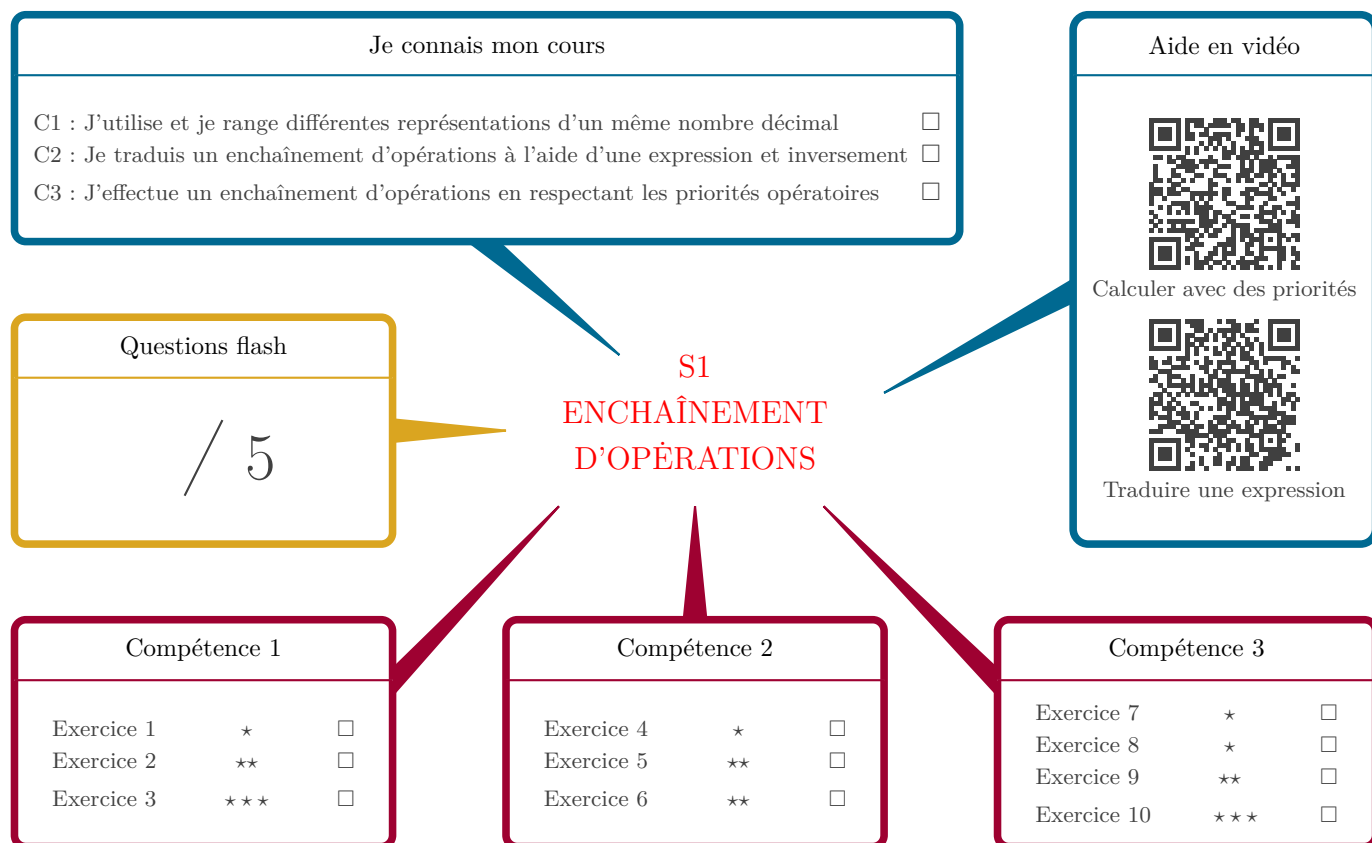 Je connais mon cours
C1 : J'utilise et je range différentes représentations d'un même nombre décimal □
C2 : Je traduis un enchaînement d'opérations à l'aide d'une expression et inversement □
C3 : J'effectue un enchaînement d'opérations en respectant les priorités opératoires □
Aide en vidéo
Calculer avec des priorités
Traduire une expression
Questions flash
/ 5
S1
ENCHAÎNEMENT
D'OPĖRATIONS
Compétence 1
Exercice 1 ⋆ □
Exercice 2 ⋆⋆ □
Exercice 3 ⋆ ⋆ ⋆ □
Compétence 2
Exercice 4 ⋆ □
Exercice 5 ⋆⋆ □
Exercice 6 ⋆⋆ □
Compétence 3
Exercice 7 ⋆ □
Exercice 8 ⋆ □
Exercice 9 ⋆⋆ □
Exercice 10 ⋆ ⋆ ⋆ □